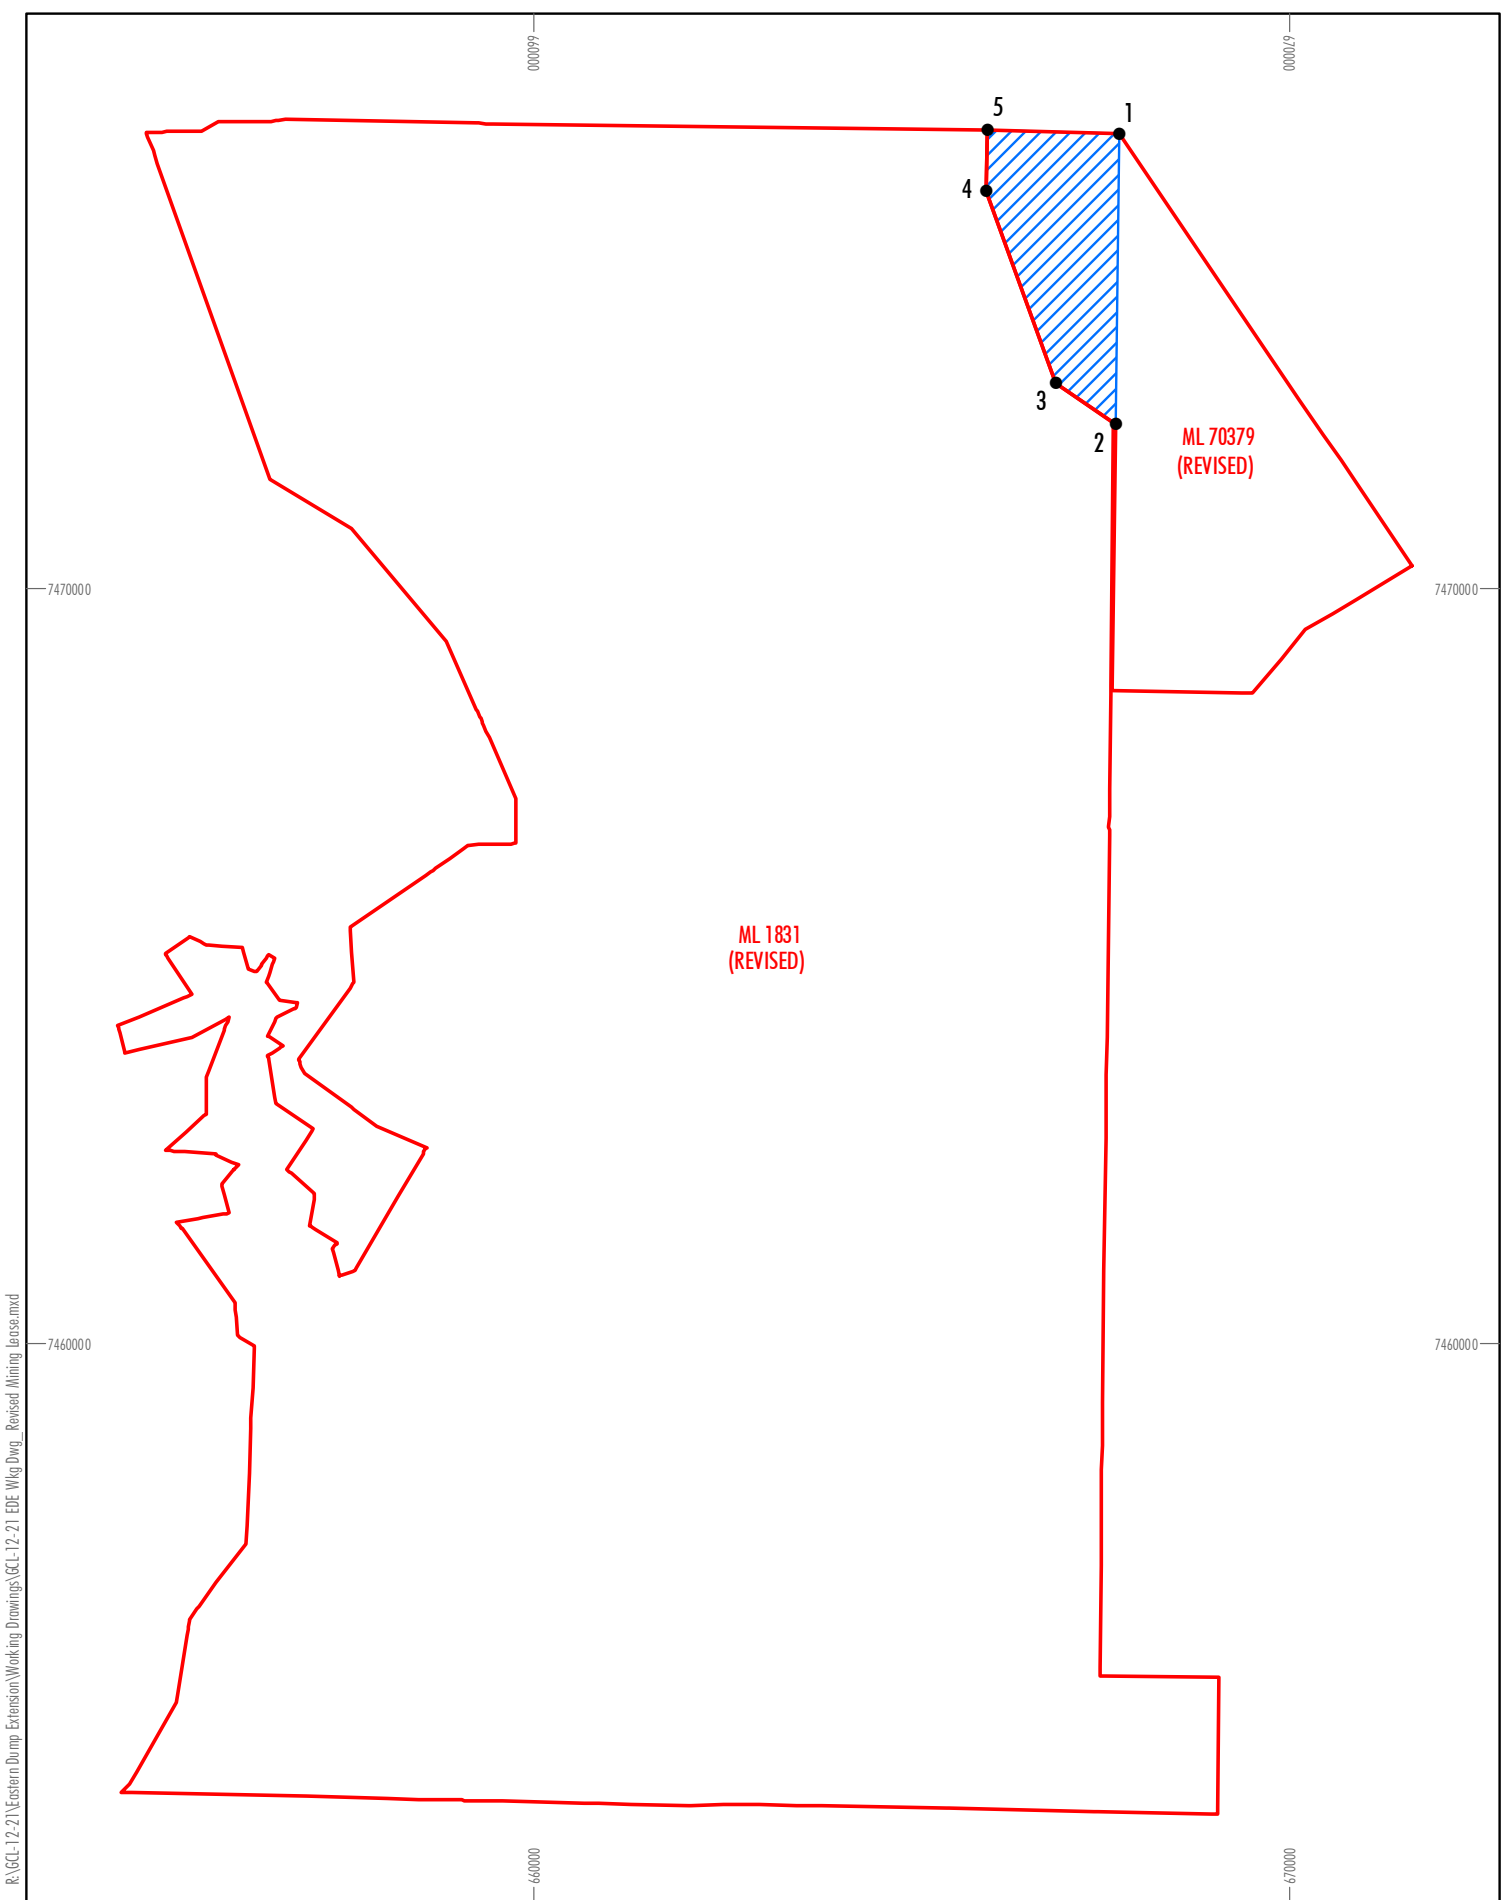 660000
670000
5
1
4
3
2
ML 70379
(REVISED)
7470000
7470000
ML 1831
(REVISED)
7460000
7460000
R:\GCL-12-21\Eastern Dump Extension\Working Drawings\GCL-12-21 EDE Wkg Dwg_Revised Mining Lease.mxd
660000
670000